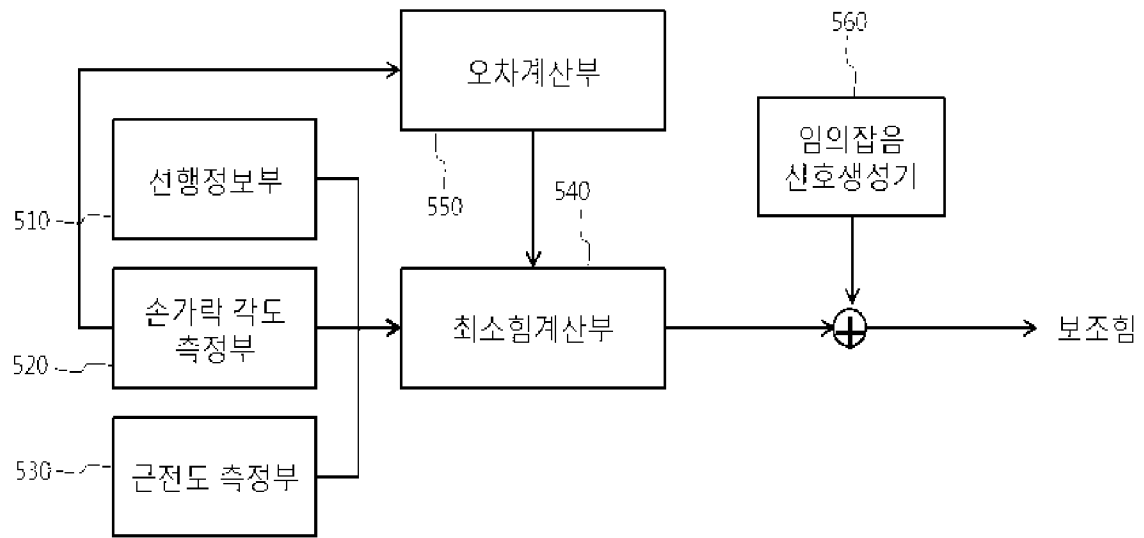 560
오차계산부
임의잡음
신호생성기
선행정보부
510
550
540
손가락 각도
측정부
520
최소힘계산부
보조힘
530
근전도 측정부